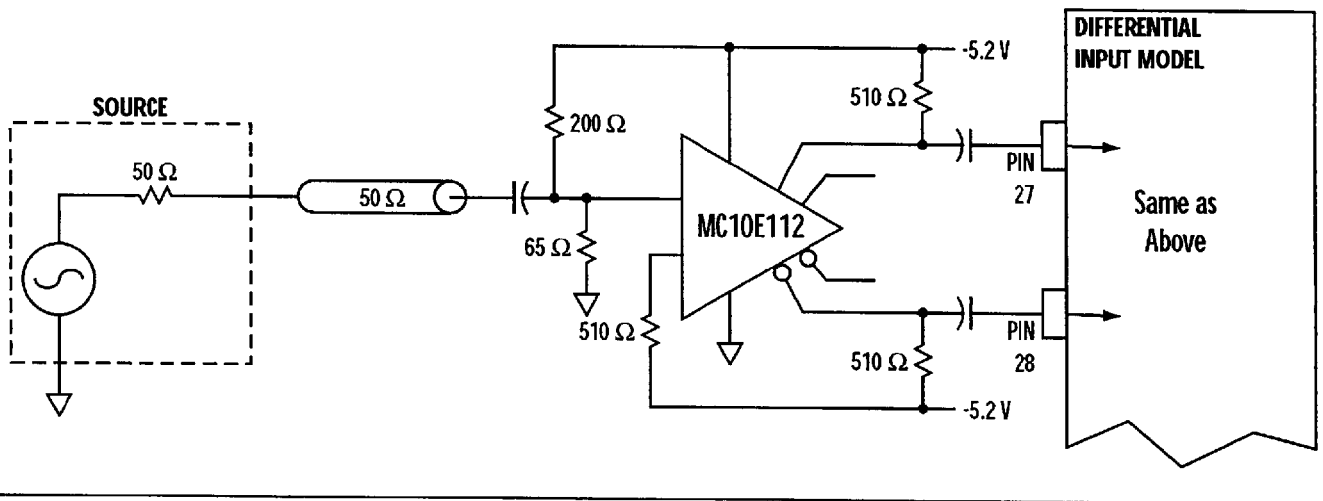 DIFFERENTIAL
INPUT MODEL
-5.2 V
510 Ω
SOURCE
200 Ω
50 Ω
50 Ω
PIN
27
MC10E112
Same as
Above
65 Ω
510 Ω
510 Ω
PIN
28
-5.2 V